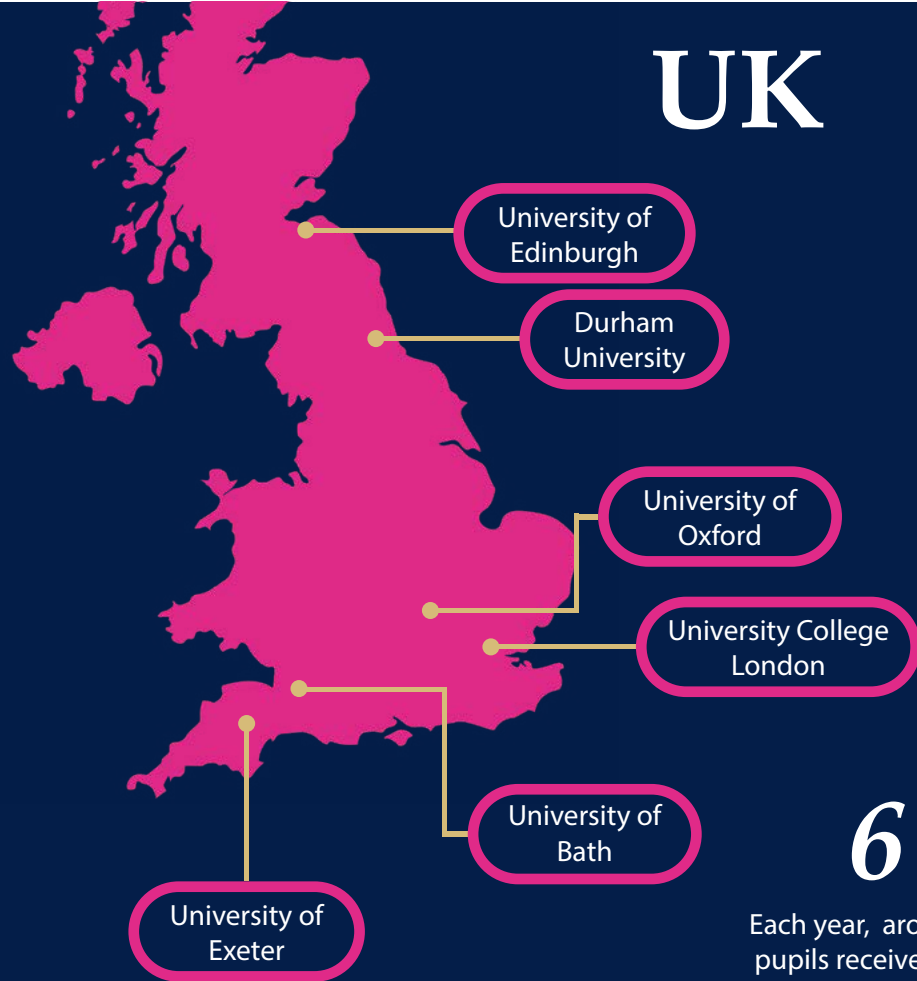 UK
University of
Edinburgh
Durham
University
University of
Oxford
University College
London
University of
Bath
6
University of
Exeter
Each year,
pupils receive